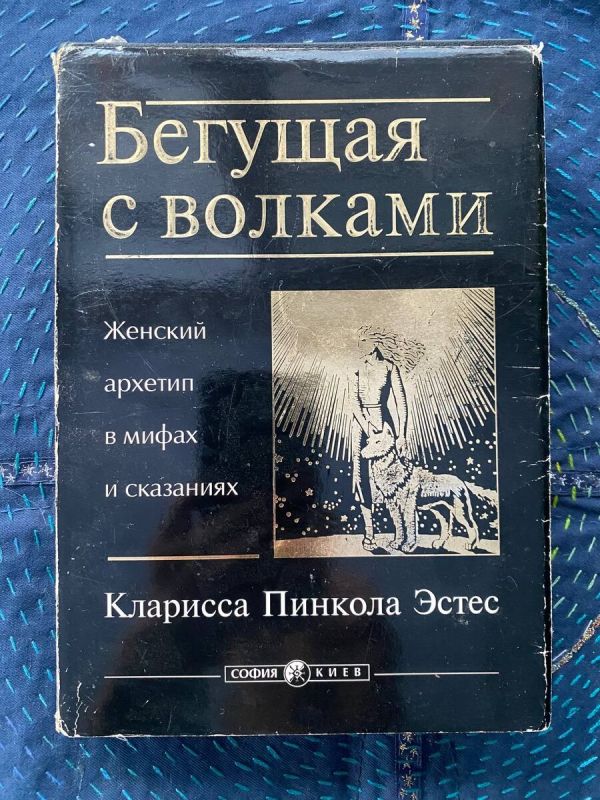 Бегущая
с волками
Женский
архетип
в мифах
и сказаниях
Кларисса Пинкола Эстес
СОФИЯ КИЕВ